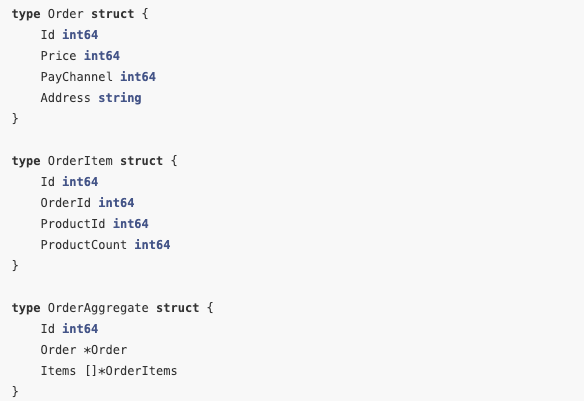 type Order struct {
    Id int64
    Price int64
    PayChannel int64
    Address string
}

type OrderItem struct {
    Id int64
    OrderId int64
    ProductId int64
    ProductCount int64
}

type OrderAggregate struct {
    Id int64
    Order *Order
    Items []*OrderItems
}